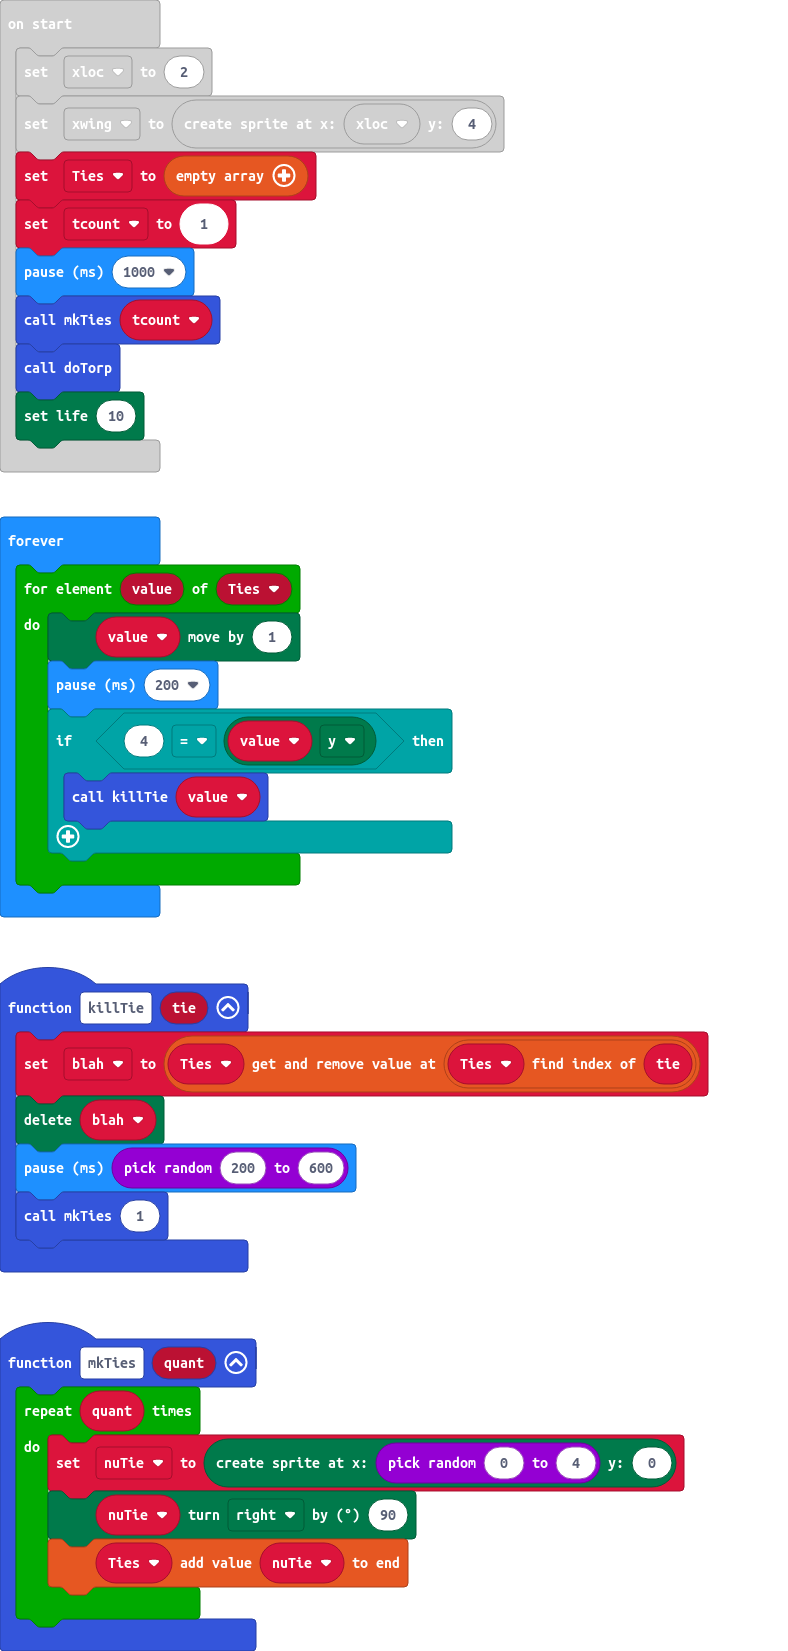 on start
set xloc to 2
set xwing to create sprite at x: xloc y: 4
set Ties to empty array
set tcount to 1
pause (ms) 1000
call mkTies tcount
call doTorp
set life 10
forever
for element value of Ties
do
value move by 1
pause (ms) 200
if 4 = value y then
call killTie value
function killTie tie
set blah to Ties get and remove value at Ties find index of tie
delete blah
pause (ms) pick random 200 to 600
call mkTies 1
function mkTies quant
repeat quant times
do
set nuTie to create sprite at x: pick random 0 to 4 y: 0
nuTie turn right by (°) 90
Ties add value nuTie to end